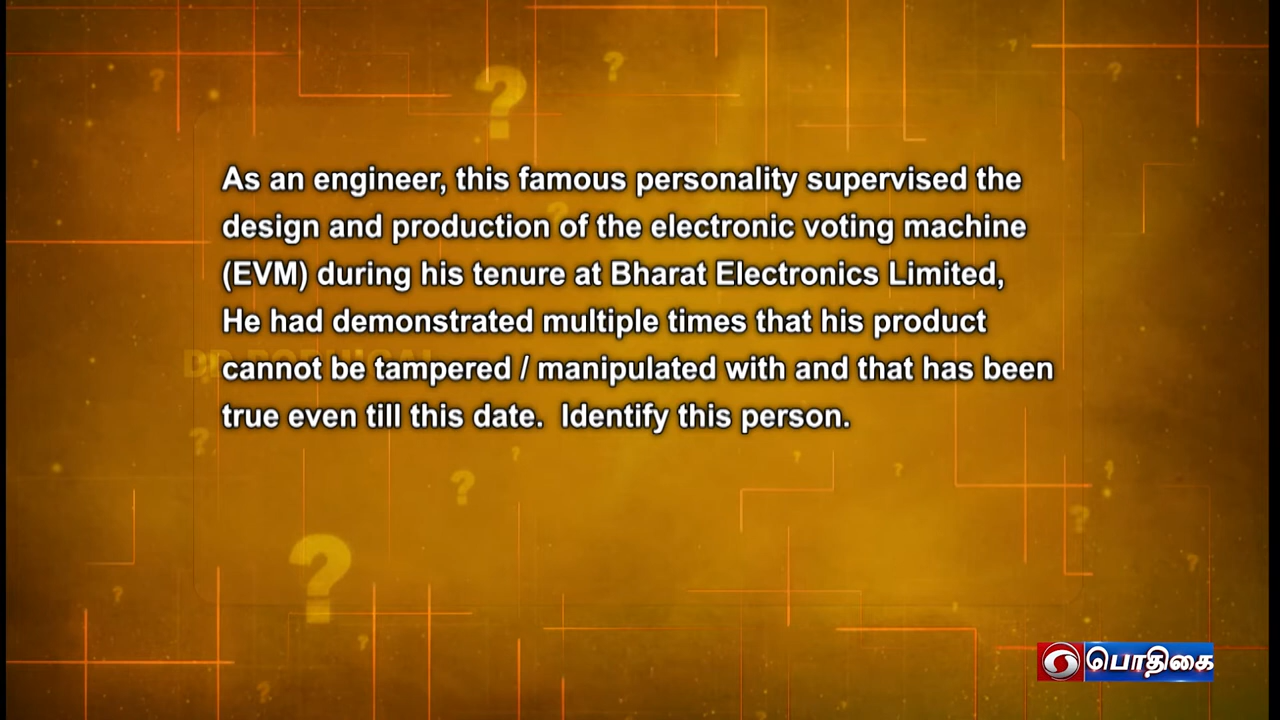 As an engineer, this famous personality supervised the
design and production of the electronic voting machine
(EVM) during his tenure at Bharat Electronics Limited,
He had demonstrated multiple times that his product
cannot be tampered / manipulated with and that has been
true even till this date.  Identify this person.
பொதிகை